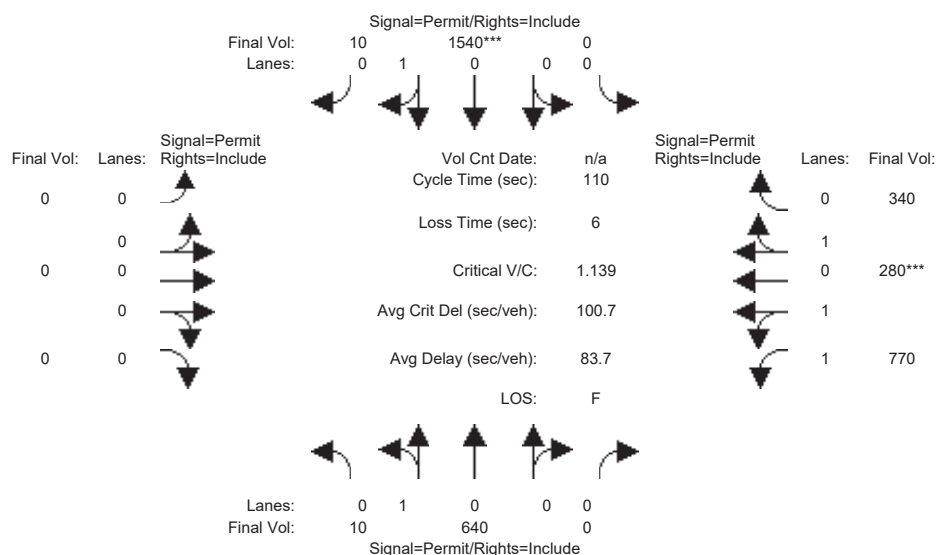 Signal=Permit/Rights=Include
Final Vol: 10 1540*** 0
Lanes: 0 1 0 0 0
Signal=Permit
Final Vol: Lanes: Rights=Include
Vol Cnt Date: n/a
Signal=Permit
Rights=Include Lanes: Final Vol:
Cycle Time (sec): 110
0 0
0 340
Loss Time (sec): 6
0
1
0 0
Critical V/C: 1.139
0 280***
0
Avg Crit Del (sec/veh): 100.7
1
0 0
Avg Delay (sec/veh): 83.7
1 770
LOS: F
Lanes: 0 1 0 0 0
Final Vol: 10 640 0
Signal=Permit/Rights=Include